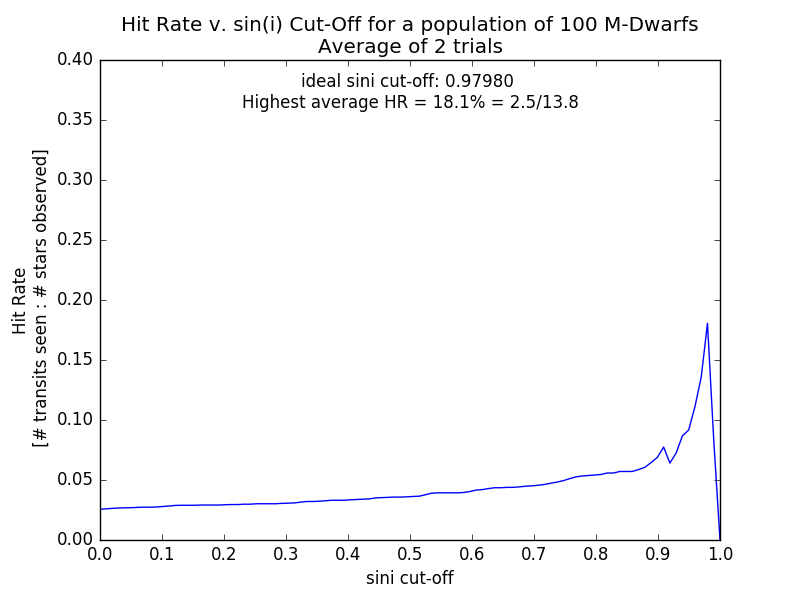 Hit Rate v. sin(i) Cut-Off for a population of 100 M-Dwarfs
Average of 2 trials
ideal sini cut-off: 0.97980
Highest average HR = 18.1% = 2.5/13.8
Hit Rate
[# transits seen : # stars observed]
0.40
0.35
0.30
0.25
0.20
0.15
0.10
0.05
0.00
0.0 0.1 0.2 0.3 0.4 0.5 0.6 0.7 0.8 0.9 1.0
sini cut-off